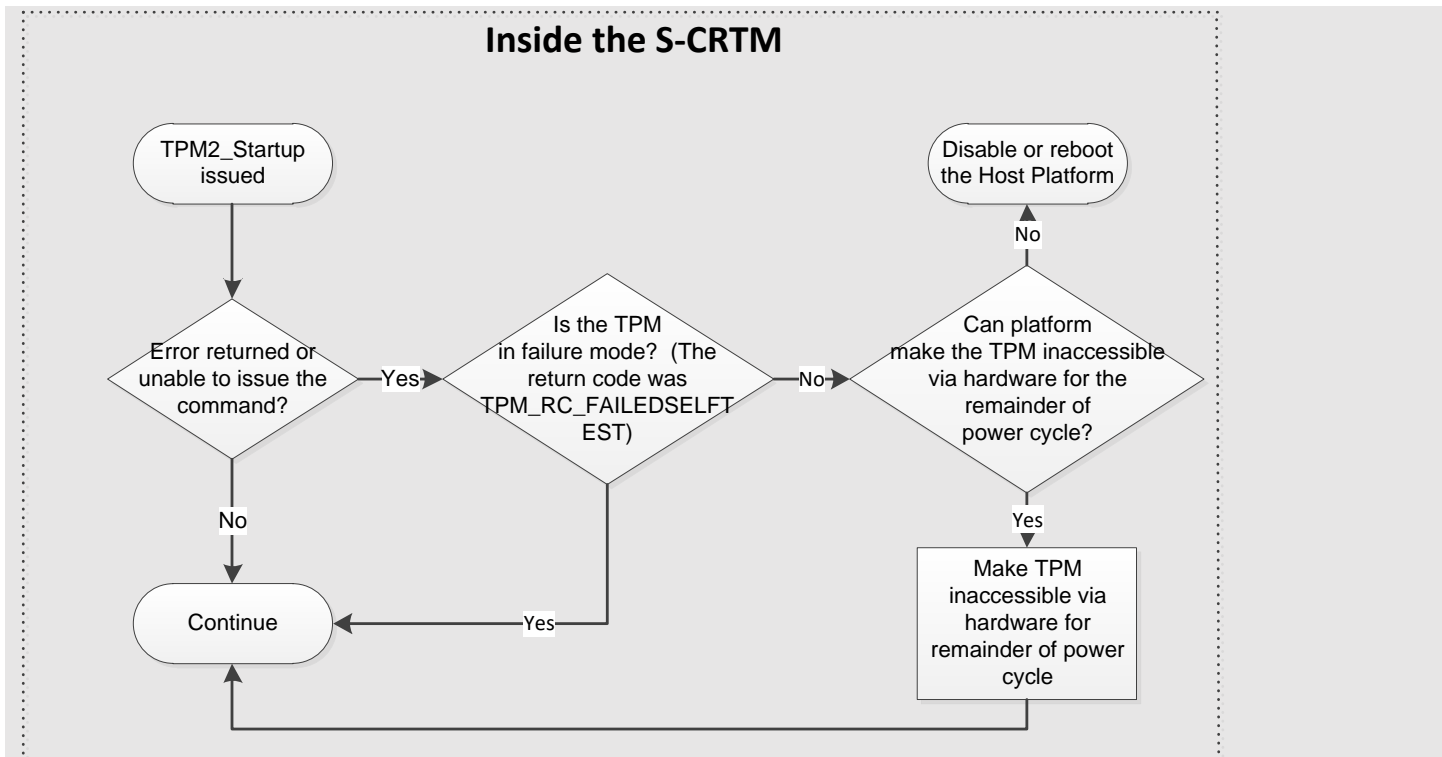 Inside the S-CRTM
TPM2_Startup
issued
Disable or reboot
the Host Platform
No
Error returned or
unable to issue the
command?
Yes
Is the TPM
in failure mode?  (The
return code was
TPM_RC_FAILEDSELFT
EST)
No
Can platform
make the TPM inaccessible
via hardware for the
remainder of
power cycle?
No
Yes
Continue
Yes
Make TPM
inaccessible via
hardware for
remainder of power
cycle